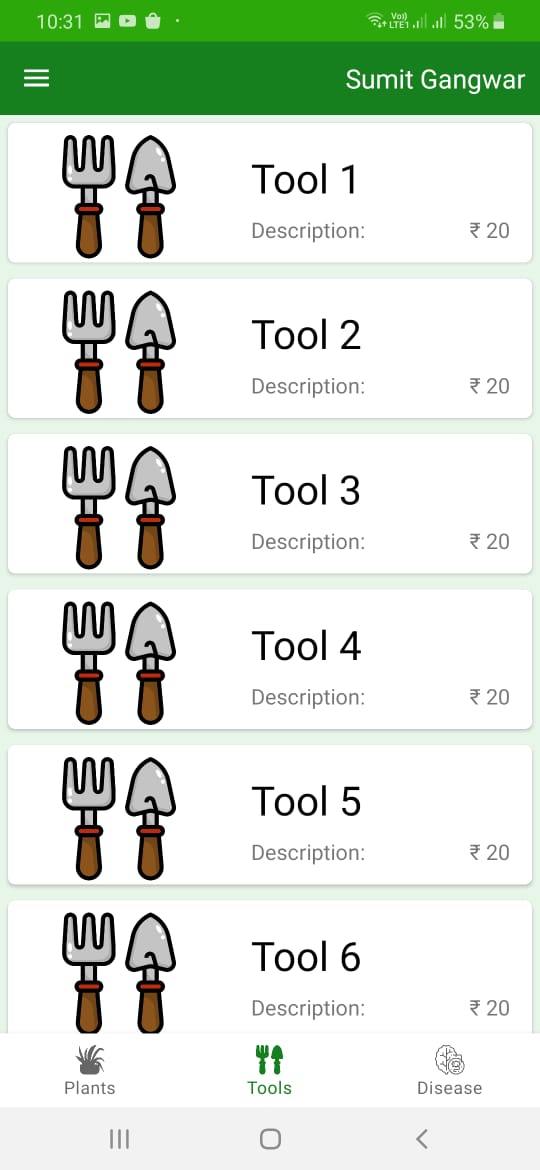 10:31 Vo)) LTE1 53%
Sumit Gangwar
Tool 1
Description: ₹ 20
Tool 2
Description: ₹ 20
Tool 3
Description: ₹ 20
Tool 4
Description: ₹ 20
Tool 5
Description: ₹ 20
Tool 6
Description: ₹ 20
Plants Tools Disease